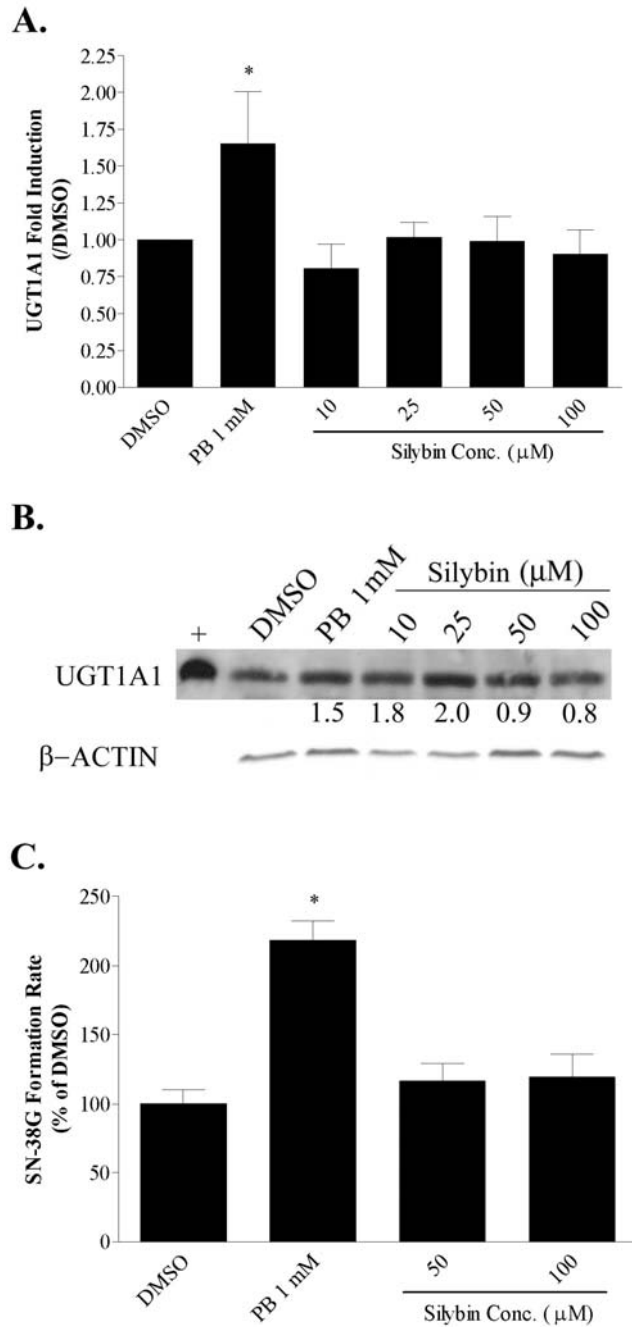 A.
UGT1A1 Fold Induction
(/DMSO)
2.25
2.00
1.75
1.50
1.25
1.00
0.75
0.50
0.25
0.00
*
DMSO
PB 1 mM
10
25
50
100
Silybin Conc. (μM)
B.
Silybin (μM)
+
DMSO
PB 1mM
10
25
50
100
UGT1A1
1.5 1.8 2.0 0.9 0.8
β-ACTIN
C.
SN-38G Formation Rate
(% of DMSO)
250
200
150
100
50
0
*
DMSO
PB 1 mM
50
100
Silybin Conc. (μM)